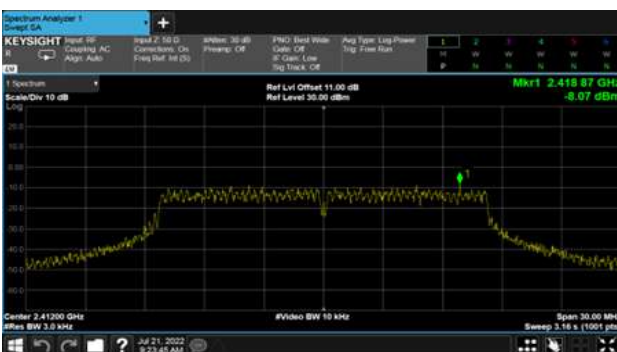 Spectrum Analyzer 1
Swept SA
+
KEYSIGHT
R
Input: RF
Coupling: AC
Align: Auto
Input Z: 50 Ω
Corrections: On
Freq Ref: Int (S)
#Atten: 30 dB
Preamp: Off
PNO: Best Wide
Gate: Off
IF Gain: Low
Sig Track: Off
Avg Type: Log-Power
Trig: Free Run
1 2 3 4 5 6
M W W W W W
P N N N N N
1 Spectrum
Scale/Div 10 dB
Log
Ref Lvl Offset 11.00 dB
Ref Level 30.00 dBm
Mkr1 2.418 87 GHz
-8.07 dBm
20.0
10.0
0.00
-10.0
-20.0
-30.0
-40.0
-50.0
-60.0
1
Center 2.41200 GHz
#Res BW 3.0 kHz
#Video BW 10 kHz
Span 30.00 MH
Sweep 3.16 s (1001 pts
?
Jul 21, 2022
9:23:45 AM